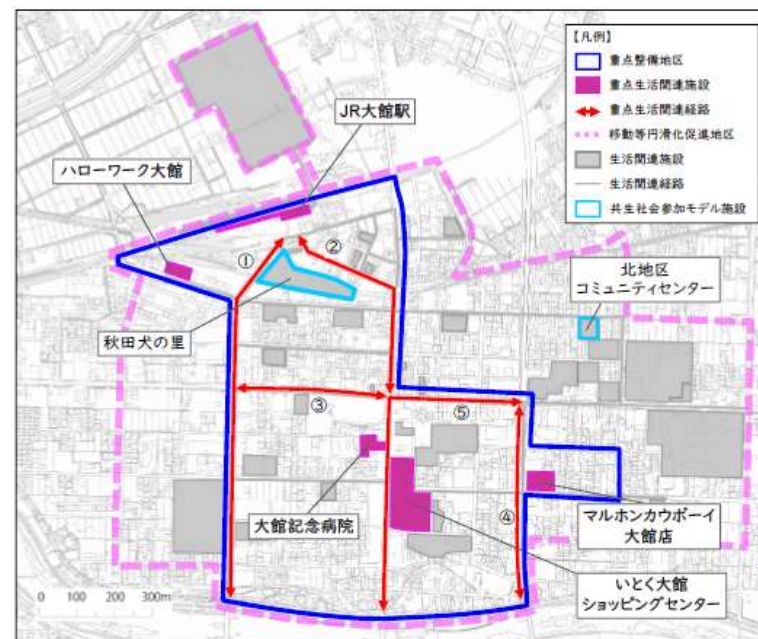 【凡例】
重点整備地区
重点生活関連施設
重点生活関連経路
移動等円滑化促進地区
生活関連施設
生活関連経路
共生社会参加モデル施設
JR大館駅
ハローワーク大館
①
②
北地区
コミュニティセンター
秋田犬の里
③
⑤
大館記念病院
④
マルホンカウボーイ
大館店
いとく大館
ショッピングセンター
0 100 200 300m